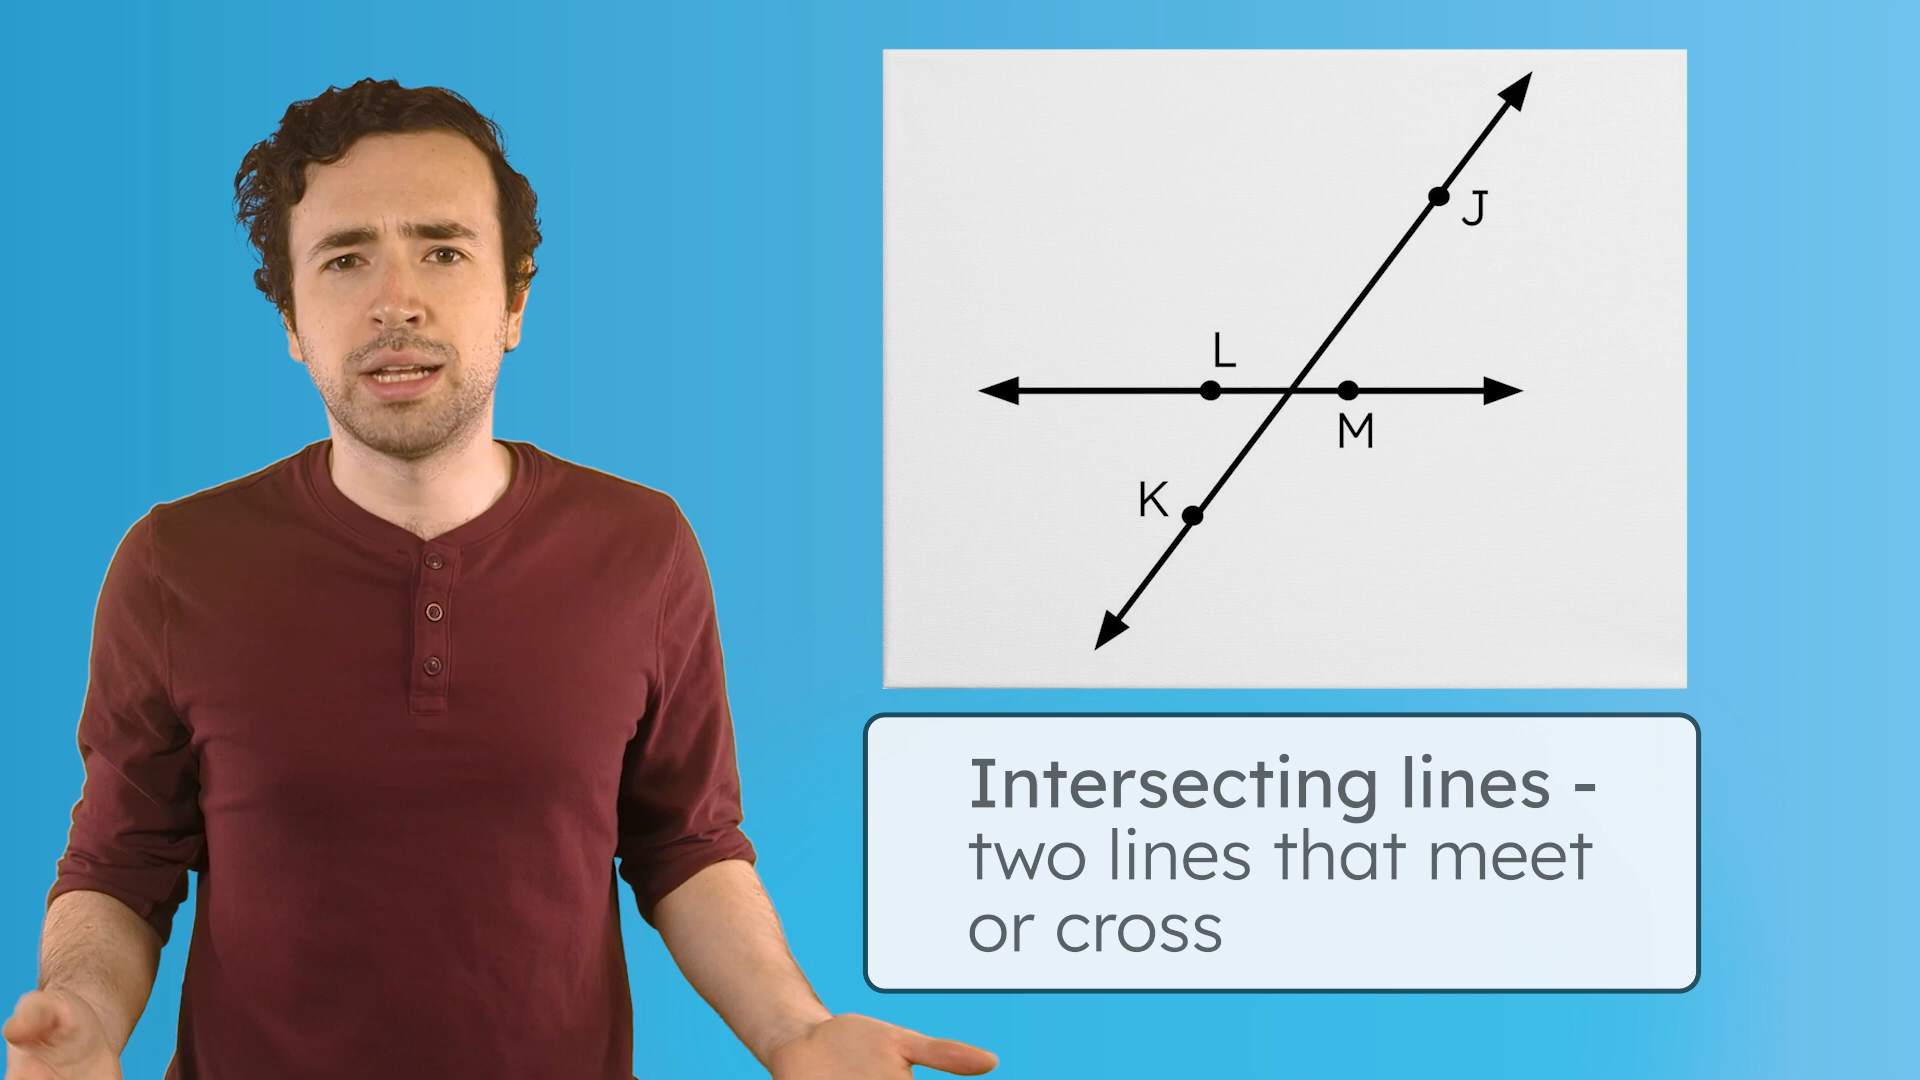 J
L
M
K
Intersecting lines -
two lines that meet
or cross